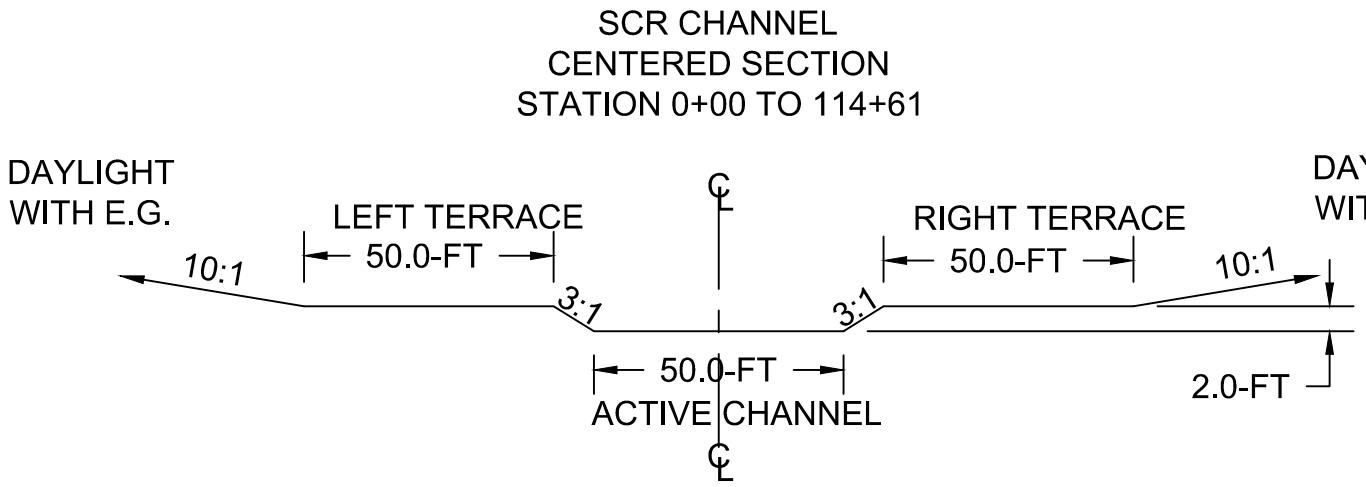 SCR CHANNEL
CENTERED SECTION
STATION 0+00 TO 114+61
DAYLIGHT
WITH E.G.
LEFT TERRACE
50.0-FT
10:1
3:1
CL
RIGHT TERRACE
50.0-FT
3:1
10:1
DAY
WIT
50.0-FT
ACTIVE CHANNEL
CL
2.0-FT